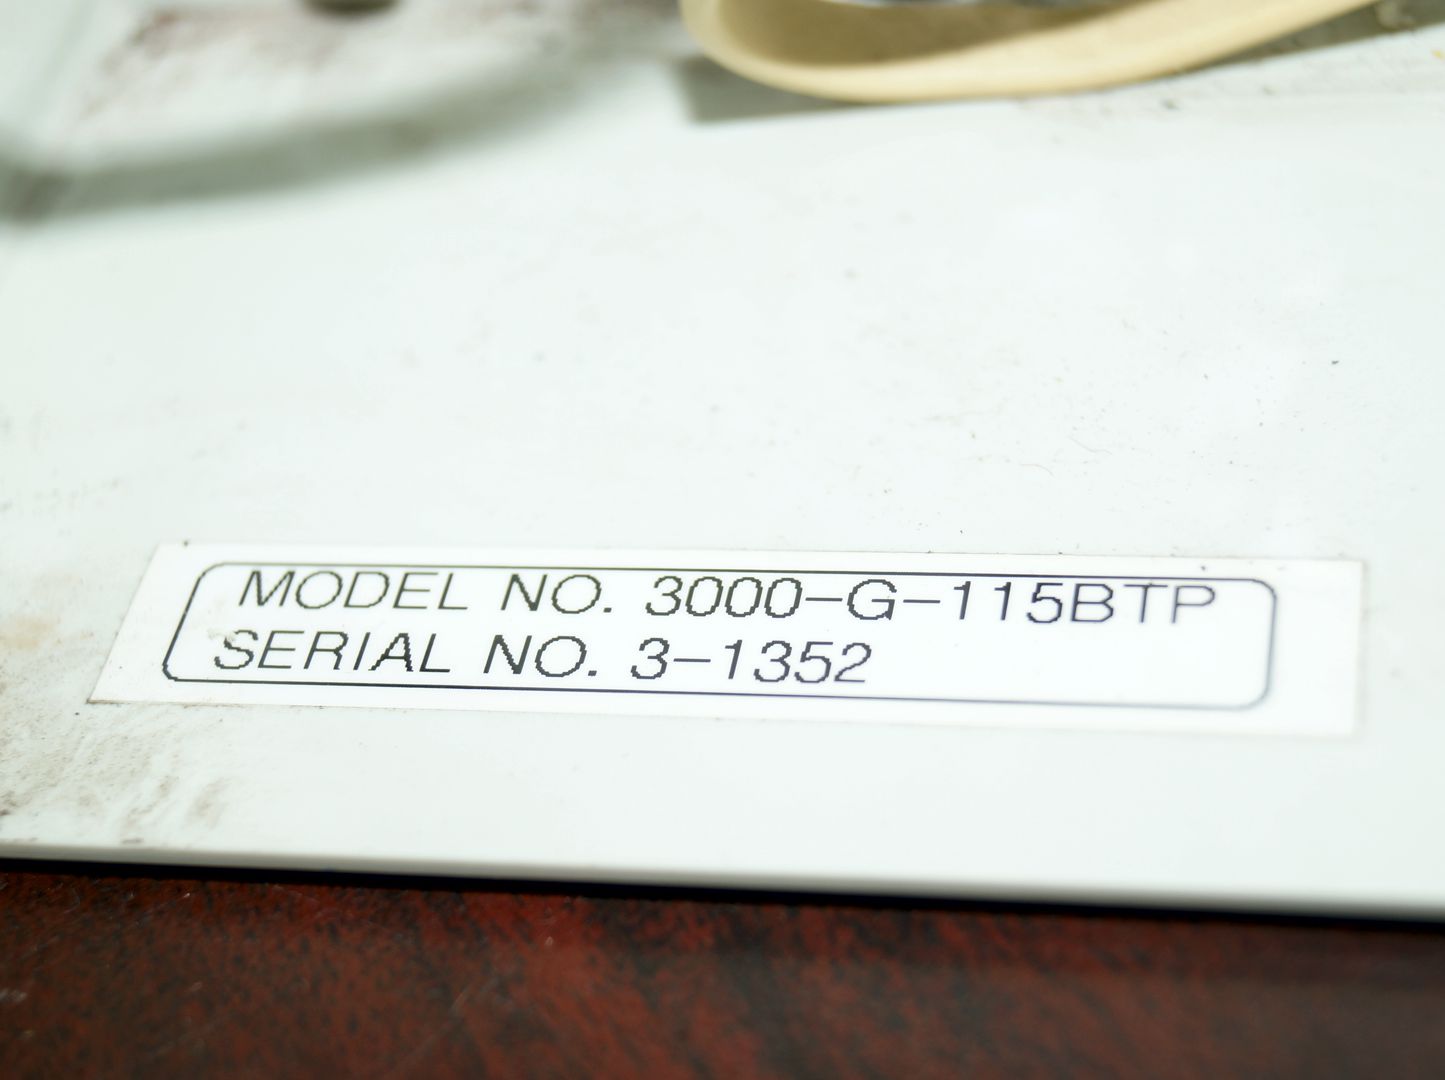 MODEL NO. 3000-G-115BTP
SERIAL NO. 3-1352